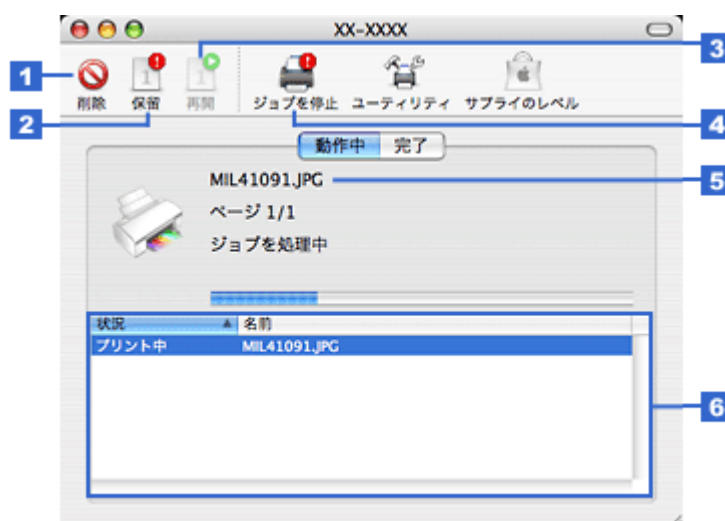 XX-XXXX
1
2
3
4
5
6
削除 保留 再開 ジョブを停止 ユーティリティ サプライのレベル
動作中 完了
MIL41091.JPG
ページ 1/1
ジョブを処理中
状況 名前
プリント中 MIL41091.JPG